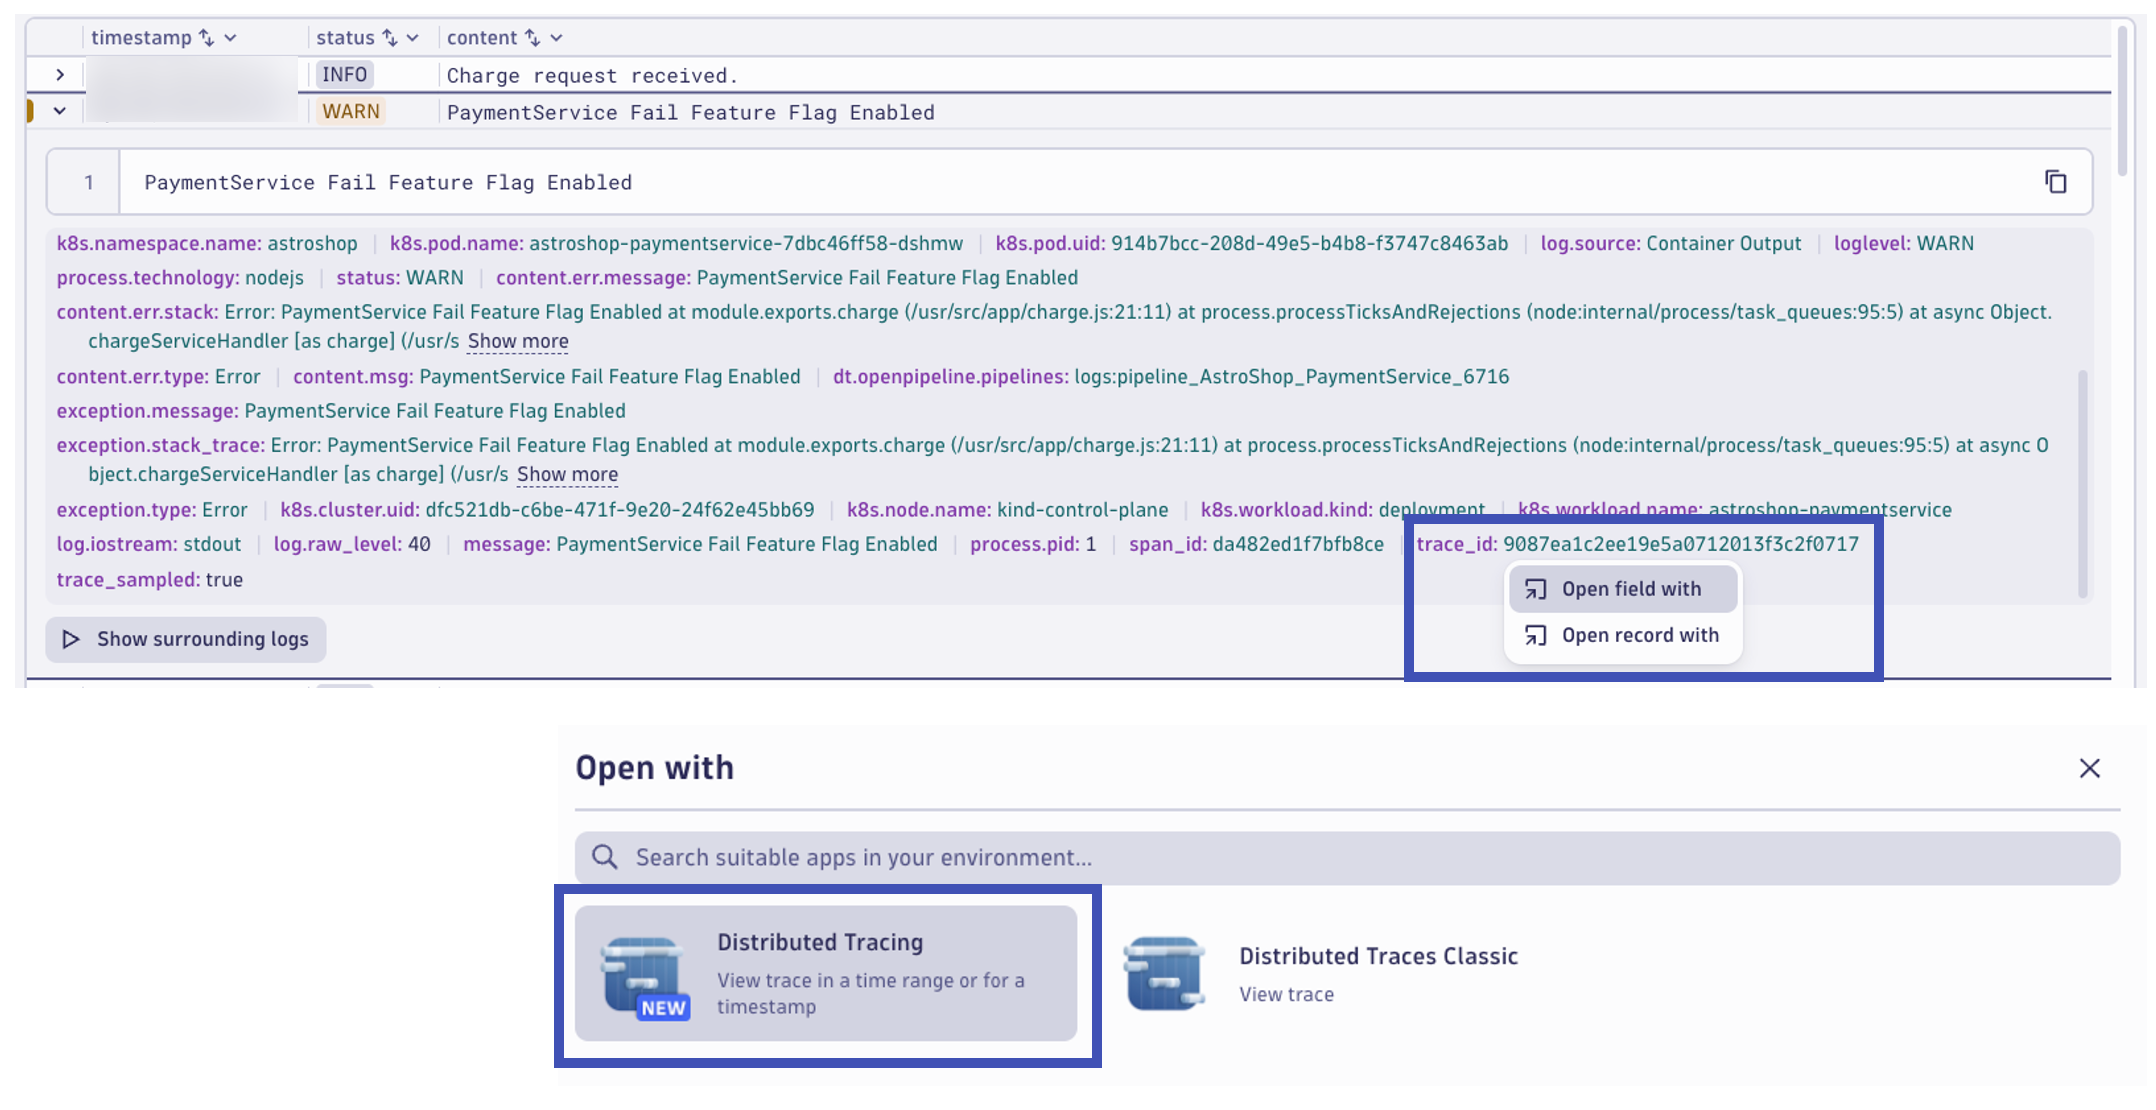 timestamp status content
INFO Charge request received.
WARN PaymentService Fail Feature Flag Enabled
1 PaymentService Fail Feature Flag Enabled
k8s.namespace.name: astroshop | k8s.pod.name: astroshop-paymentservice-7dbc46ff58-dshmw | k8s.pod.uid: 914b7bcc-208d-49e5-b4b8-f3747c8463ab | log.source: Container Output | loglevel: WARN
process.technology: nodejs | status: WARN | content.err.message: PaymentService Fail Feature Flag Enabled
content.err.stack: Error: PaymentService Fail Feature Flag Enabled at module.exports.charge (/usr/src/app/charge.js:21:11) at process.processTicksAndRejections (node:internal/process/task_queues:95:5) at async Object.
chargeServiceHandler [as charge] (/usr/s Show more
content.err.type: Error | content.msg: PaymentService Fail Feature Flag Enabled | dt.openpipeline.pipelines: logs:pipeline_AstroShop_PaymentService_6716
exception.message: PaymentService Fail Feature Flag Enabled
exception.stack_trace: Error: PaymentService Fail Feature Flag Enabled at module.exports.charge (/usr/src/app/charge.js:21:11) at process.processTicksAndRejections (node:internal/process/task_queues:95:5) at async O
bject.chargeServiceHandler [as charge] (/usr/s Show more
exception.type: Error | k8s.cluster.uid: dfc521db-c6be-471f-9e20-24f62e45bb69 | k8s.node.name: kind-control-plane | k8s.workload.kind: deployment | k8s.workload.name: astroshop-paymentservice
log.iostream: stdout | log.raw_level: 40 | message: PaymentService Fail Feature Flag Enabled | process.pid: 1 | span_id: da482ed1f7bfb8ce | trace_id: 9087ea1c2ee19e5a0712013f3c2f0717
trace_sampled: true
Open field with
Open record with
Show surrounding logs
Open with
Search suitable apps in your environment...
Distributed Tracing
View trace in a time range or for a
timestamp
NEW
Distributed Traces Classic
View trace